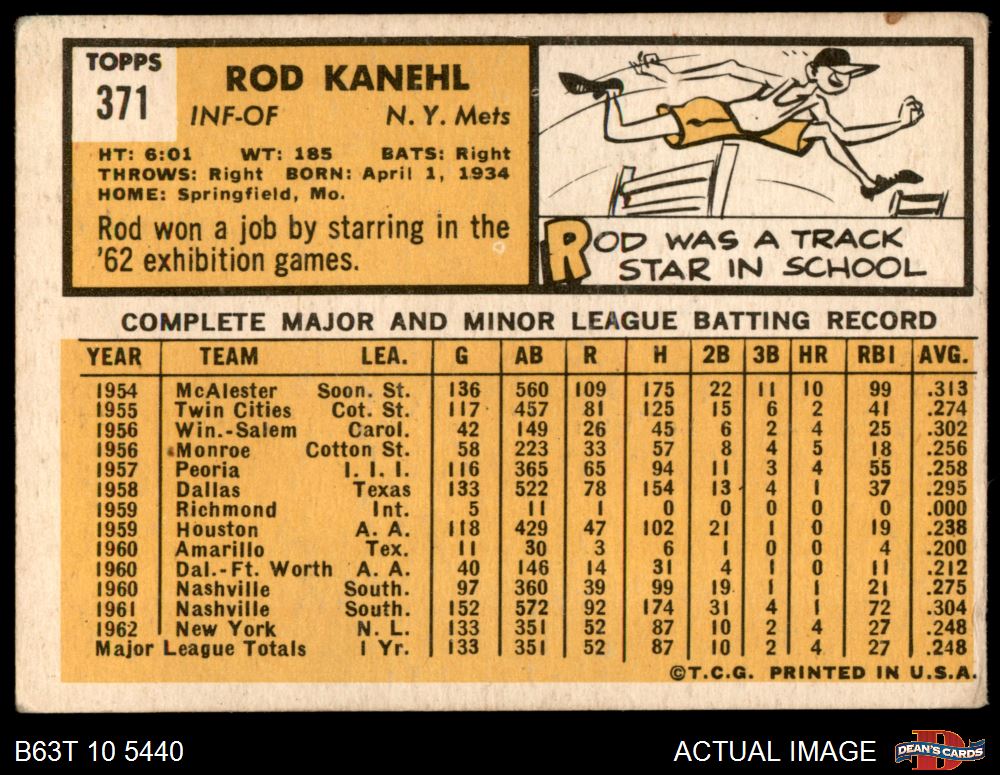 TOPPS
371
ROD KANEHL
INF-OF N. Y. Mets
HT: 6:01 WT: 185 BATS: Right
THROWS: Right BORN: April 1, 1934
HOME: Springfield, Mo.
Rod won a job by starring in the
'62 exhibition games.
ROD WAS A TRACK
STAR IN SCHOOL
COMPLETE MAJOR AND MINOR LEAGUE BATTING RECORD
YEAR TEAM LEA. G AB R H 2B 3B HR RBI AVG.
1954 McAlester Soon. St. 136 560 109 175 22 11 10 99 .313
1955 Twin Cities Cot. St. 117 457 81 125 15 6 2 41 .274
1956 Win.-Salem Carol. 42 149 26 45 6 2 4 25 .302
1956 Monroe Cotton St. 58 223 33 57 8 4 5 18 .256
1957 Peoria I. I. I. 116 365 65 94 11 3 4 55 .258
1958 Dallas Texas 133 522 78 154 13 4 1 37 .295
1959 Richmond Int. 5 11 1 0 0 0 0 0 .000
1959 Houston A. A. 118 429 47 102 21 1 0 19 .238
1960 Amarillo Tex. 11 30 3 6 1 0 0 4 .200
1960 Dal.-Ft. Worth A. A. 40 146 14 31 4 1 0 11 .212
1960 Nashville South. 97 360 39 99 19 1 1 21 .275
1961 Nashville South. 152 572 92 174 31 4 1 72 .304
1962 New York N. L. 133 351 52 87 10 2 4 27 .248
Major League Totals 1 Yr. 133 351 52 87 10 2 4 27 .248
©T.C.G. PRINTED IN U.S.A.
B63T 10 5440 ACTUAL IMAGE DEAN'S CARDS